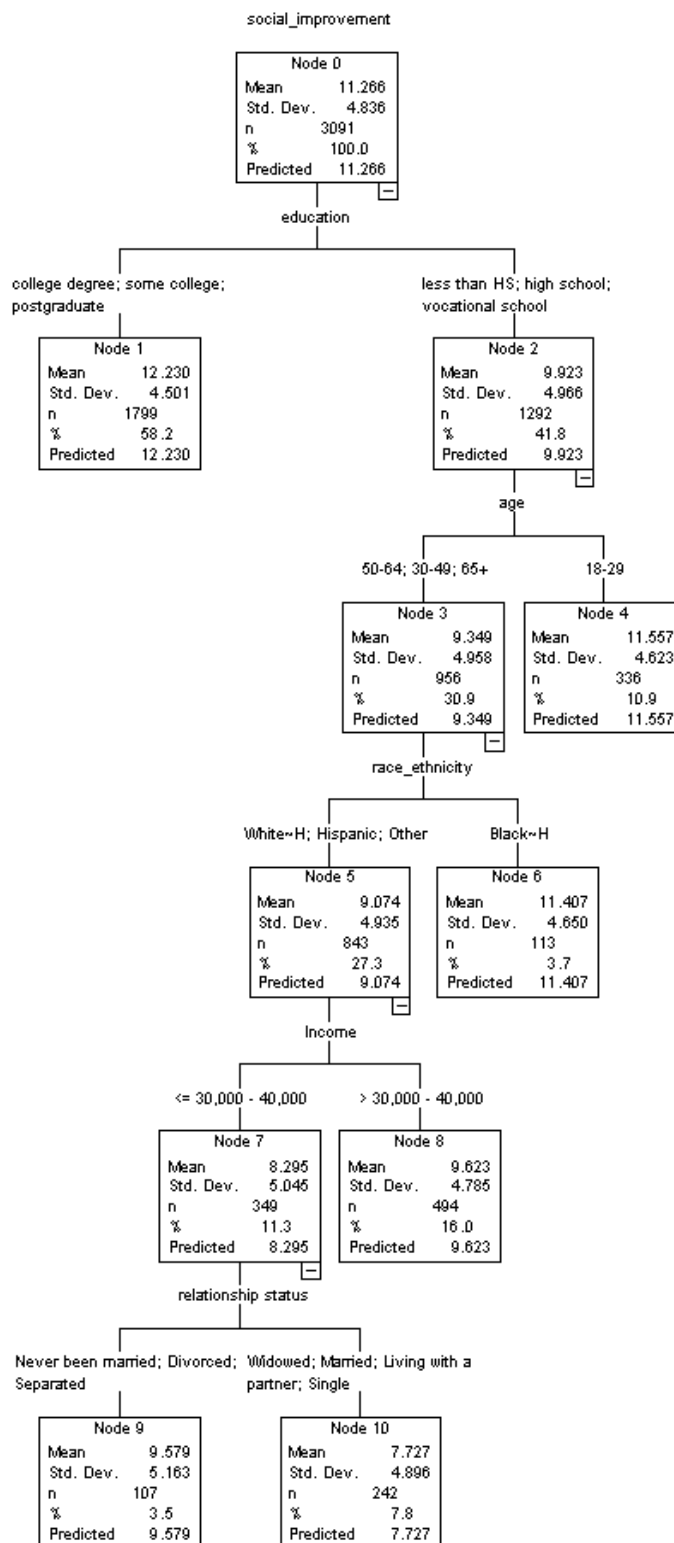 social_improvement
Node 0
Mean 11.266
Std. Dev. 4.836
n 3091
% 100.0
Predicted 11.266
education
college degree; some college;
postgraduate
less than HS; high school;
vocational school
Node 1
Mean 12.230
Std. Dev. 4.501
n 1799
% 58.2
Predicted 12.230
Node 2
Mean 9.923
Std. Dev. 4.966
n 1292
% 41.8
Predicted 9.923
age
50-64; 30-49; 65+
18-29
Node 3
Mean 9.349
Std. Dev. 4.958
n 956
% 30.9
Predicted 9.349
Node 4
Mean 11.557
Std. Dev. 4.623
n 336
% 10.9
Predicted 11.557
race_ethnicity
White~H; Hispanic; Other
Black~H
Node 5
Mean 9.074
Std. Dev. 4.935
n 843
% 27.3
Predicted 9.074
Node 6
Mean 11.407
Std. Dev. 4.650
n 113
% 3.7
Predicted 11.407
Income
<= 30,000 - 40,000
> 30,000 - 40,000
Node 7
Mean 8.295
Std. Dev. 5.045
n 349
% 11.3
Predicted 8.295
Node 8
Mean 9.623
Std. Dev. 4.785
n 494
% 16.0
Predicted 9.623
relationship status
Never been married; Divorced;
Separated
Widowed; Married; Living with a
partner; Single
Node 9
Mean 9.579
Std. Dev. 5.163
n 107
% 3.5
Predicted 9.579
Node 10
Mean 7.727
Std. Dev. 4.896
n 242
% 7.8
Predicted 7.727